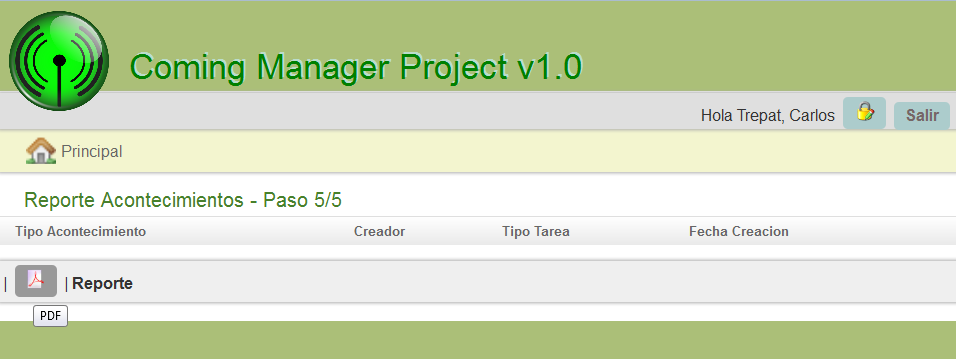 Coming Manager Project v1.0
Hola Trepat, Carlos Salir
Principal
Reporte Acontecimientos - Paso 5/5
Tipo Acontecimiento Creador Tipo Tarea Fecha Creacion
| | Reporte
PDF